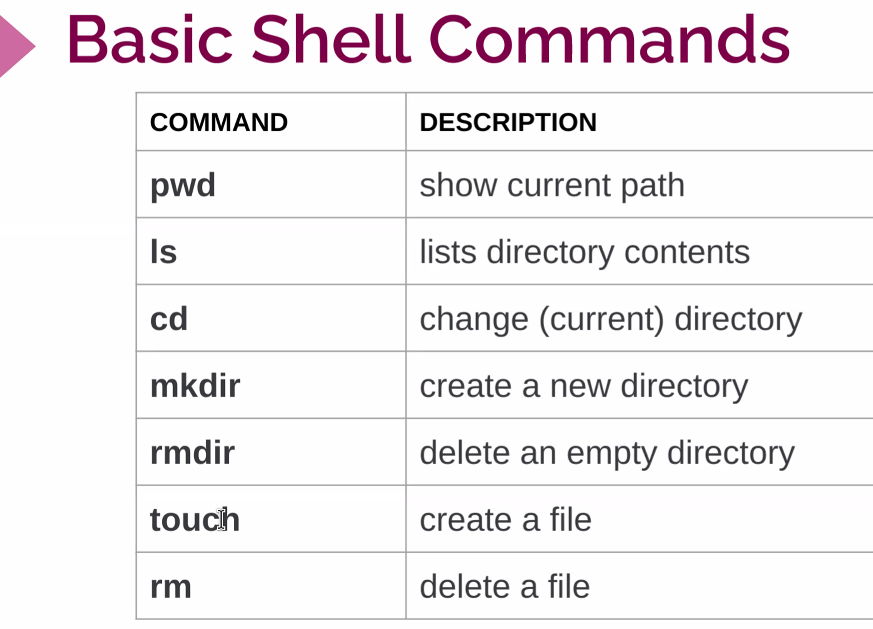 Basic Shell Commands
COMMAND DESCRIPTION
pwd show current path
ls lists directory contents
cd change (current) directory
mkdir create a new directory
rmdir delete an empty directory
touch create a file
rm delete a file